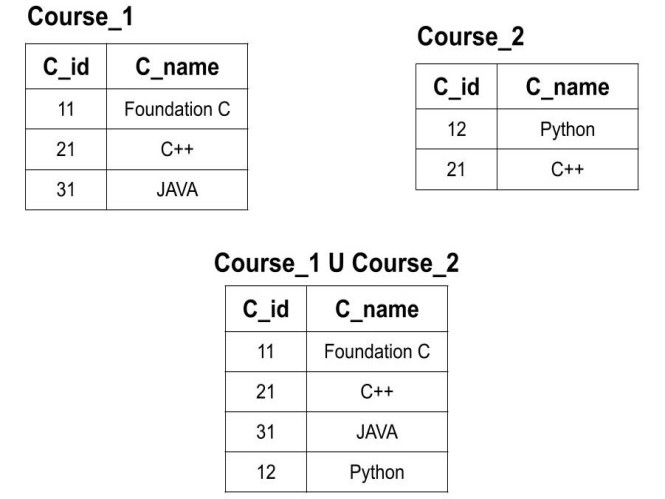 Course_1
C_id C_name
11 Foundation C
21 C++
31 JAVA
Course_2
C_id C_name
12 Python
21 C++
Course_1 U Course_2
C_id C_name
11 Foundation C
21 C++
31 JAVA
12 Python